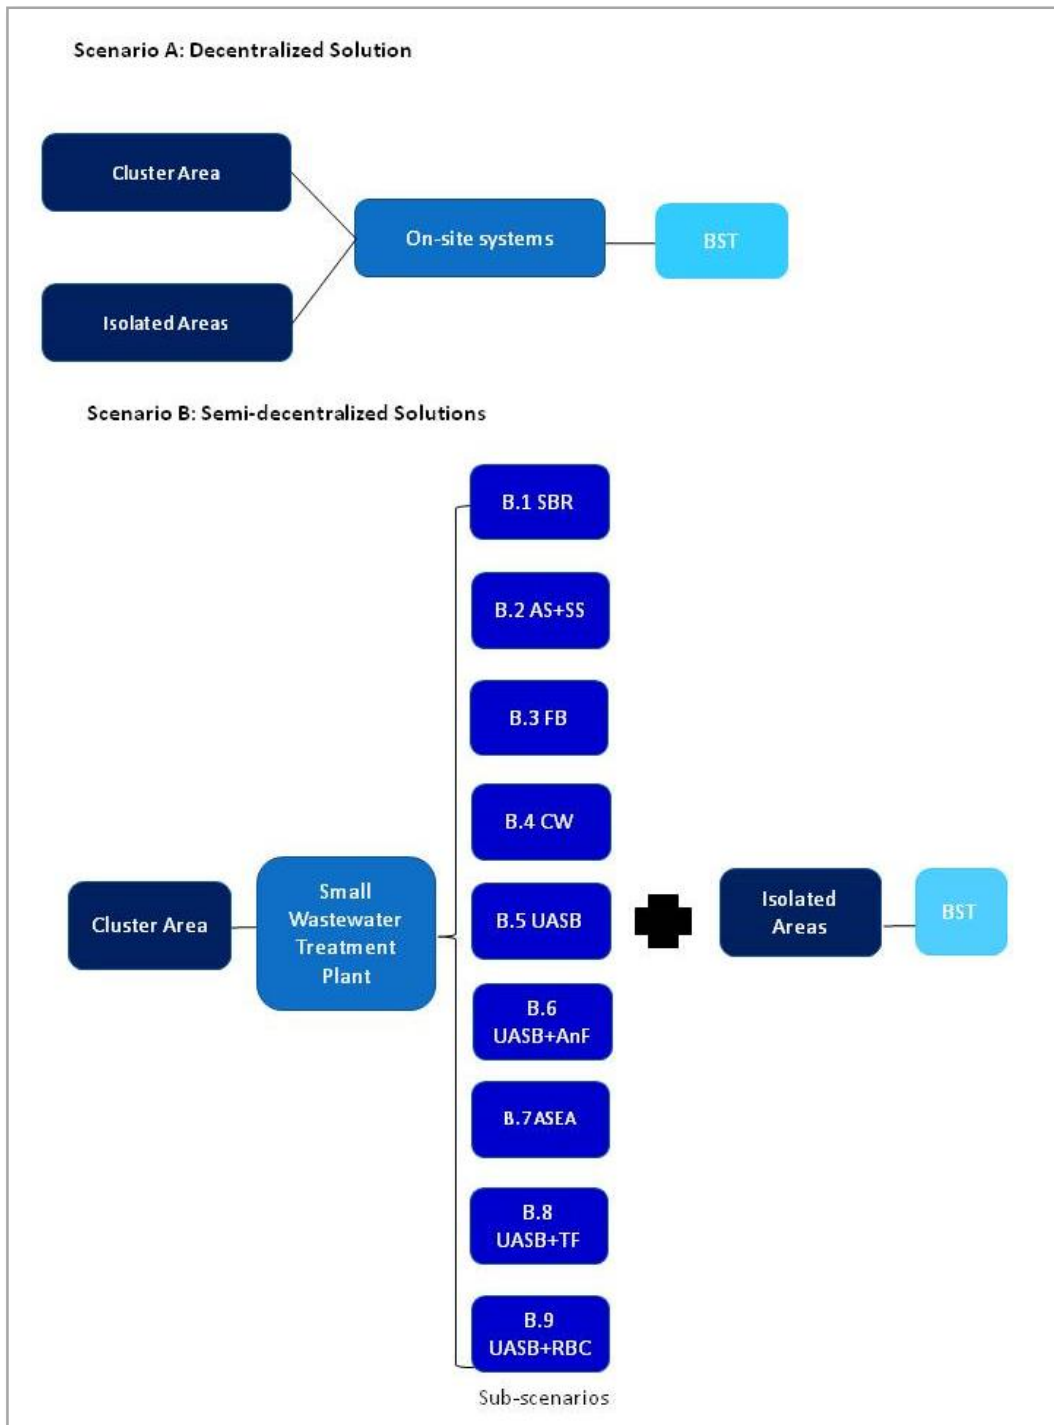 Scenario A: Decentralized Solution
Cluster Area
On-site systems
BST
Isolated Areas
Scenario B: Semi-decentralized Solutions
B.1 SBR
B.2 AS+SS
B.3 FB
B.4 CW
Cluster Area
Small
Wastewater
Treatment
Plant
B.5 UASB
Isolated
Areas
BST
B.6
UASB+AnF
B.7 ASEA
B.8
UASB+TF
B.9
UASB+RBC
Sub-scenarios